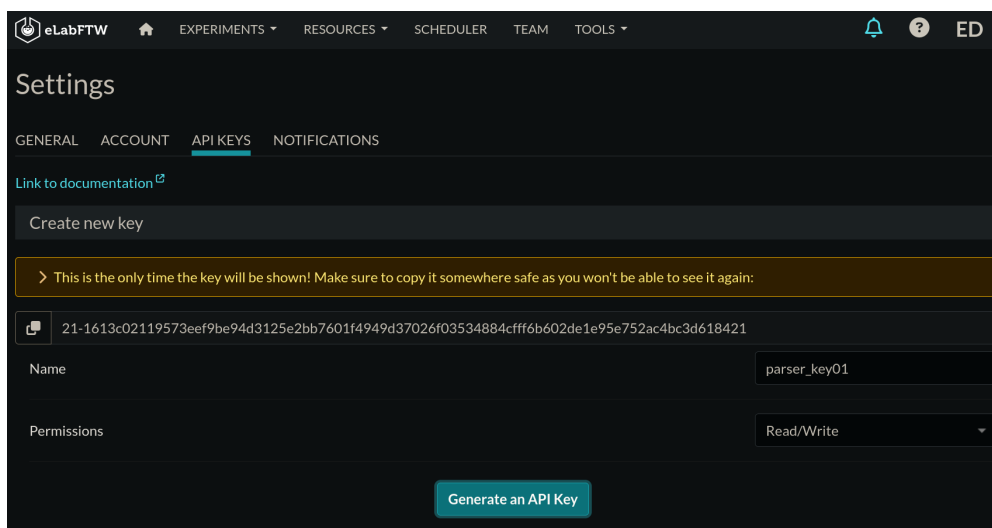 eLabFTW EXPERIMENTS RESOURCES SCHEDULER TEAM TOOLS ? ED
Settings
GENERAL ACCOUNT API KEYS NOTIFICATIONS
Link to documentation
Create new key
This is the only time the key will be shown! Make sure to copy it somewhere safe as you won't be able to see it again:
21-1613c02119573eef9be94d3125e2bb7601f4949d37026f03534884cfff6b602de1e95e752ac4bc3d618421
Name parser_key01
Permissions Read/Write
Generate an API Key